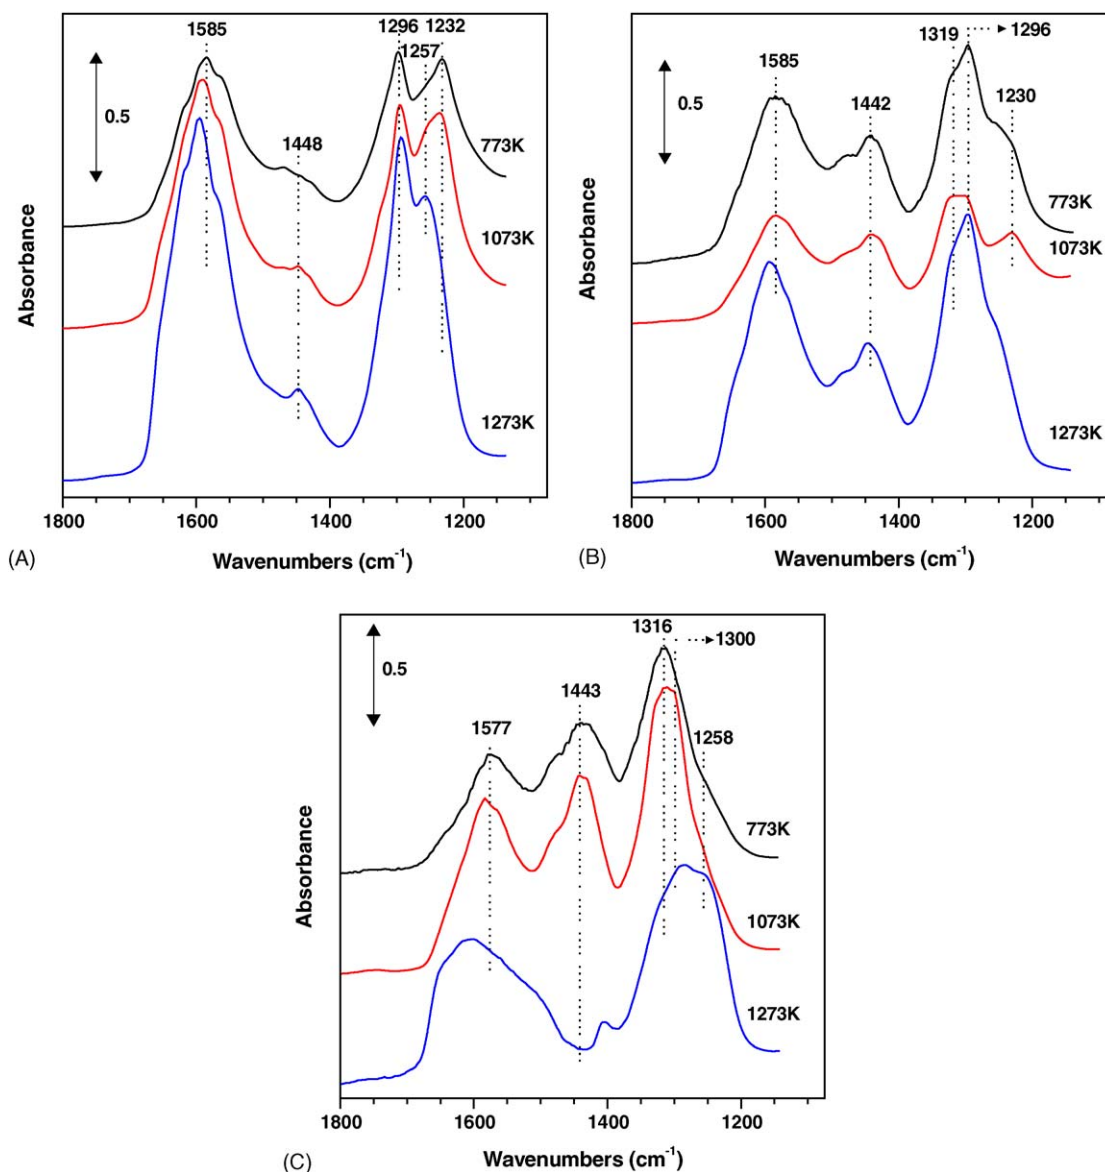 1585
1296
1232
1257
0.5
1448
773K
1073K
1273K
Absorbance
1800
1600
1400
1200
Wavenumbers (cm⁻¹)
(A)
1319
1296
1585
0.5
1442
1230
773K
1073K
1273K
Absorbance
1800
1600
1400
1200
Wavenumbers (cm⁻¹)
(B)
1316
1300
0.5
1443
1577
1258
773K
1073K
1273K
Absorbance
1800
1600
1400
1200
Wavenumbers (cm⁻¹)
(C)